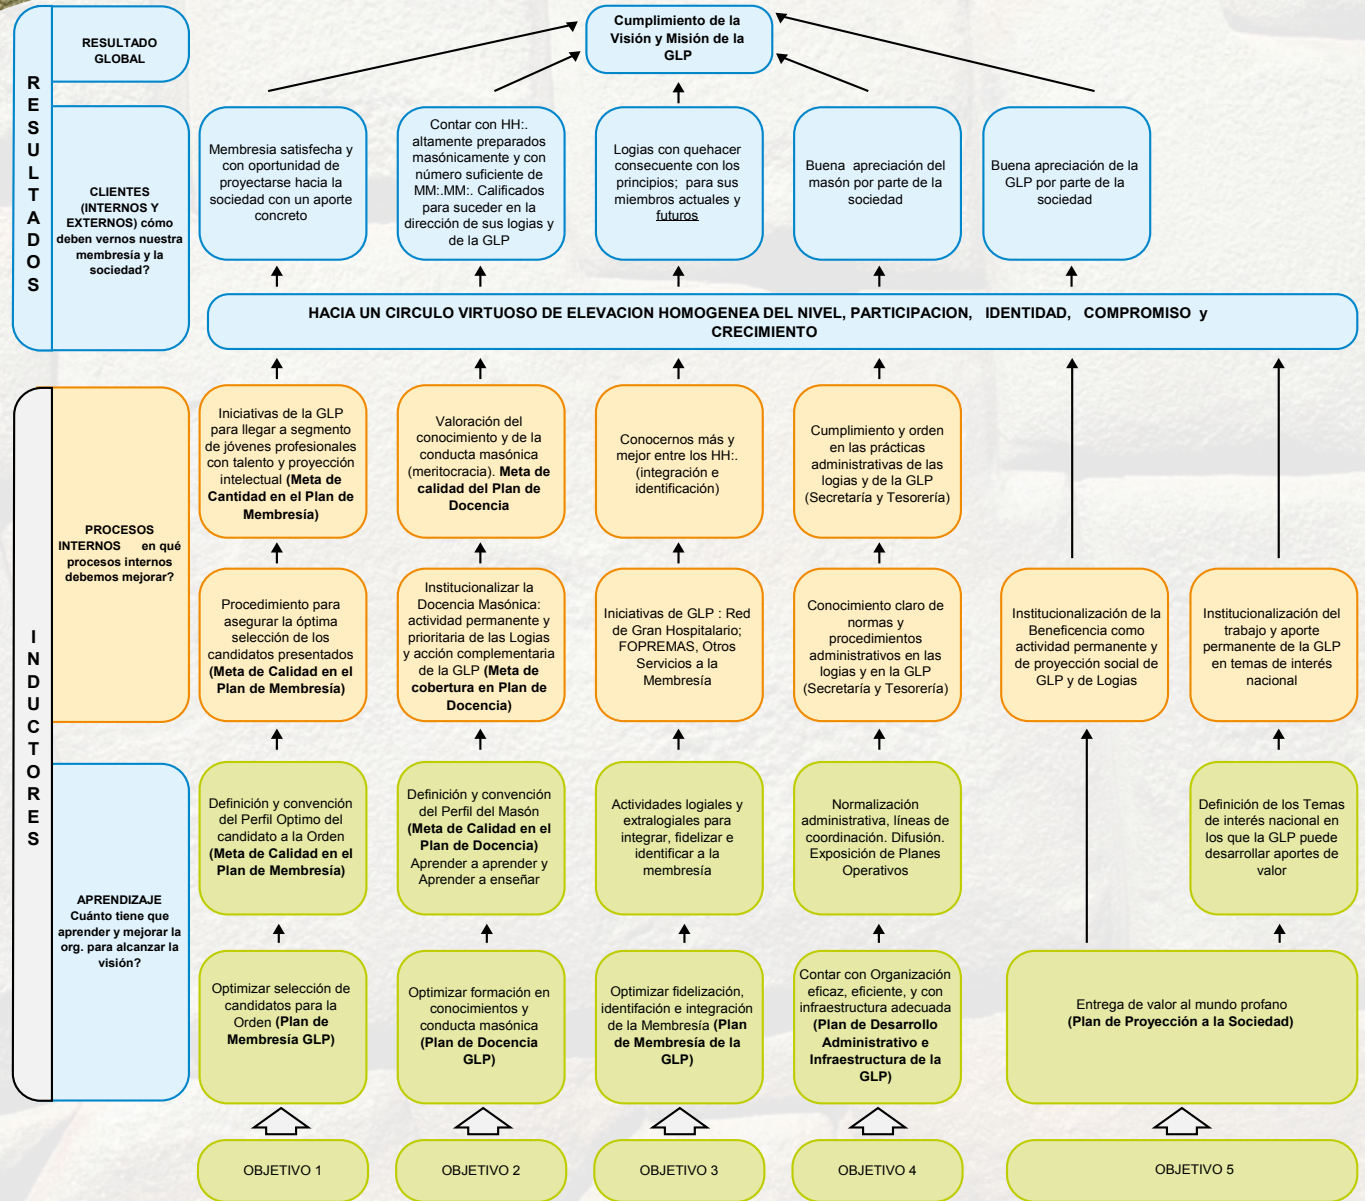 RESULTADOS
RESULTADO
GLOBAL
Cumplimiento de la
Visión y Misión de la
GLP
CLIENTES
(INTERNOS Y
EXTERNOS) cómo
deben vernos nuestra
membresía y la
sociedad?
Membresia satisfecha y
con oportunidad de
proyectarse hacia la
sociedad con un aporte
concreto
Contar con HH:.
altamente preparados
masónicamente y con
número suficiente de
MM:.MM:. Calificados
para suceder en la
dirección de sus logias y
de la GLP
Logias con quehacer
consecuente con los
principios; para sus
miembros actuales y
futuros
Buena apreciación del
masón por parte de la
sociedad
Buena apreciación de la
GLP por parte de la
sociedad
HACIA UN CIRCULO VIRTUOSO DE ELEVACION HOMOGENEA DEL NIVEL, PARTICIPACION, IDENTIDAD, COMPROMISO y
CRECIMIENTO
INDUCTORES
PROCESOS
INTERNOS en qué
procesos internos
debemos mejorar?
Iniciativas de la GLP
para llegar a segmento
de jóvenes profesionales
con talento y proyección
intelectual (Meta de
Cantidad en el Plan de
Membresía)
Valoración del
conocimiento y de la
conducta masónica
(meritocracia). Meta de
calidad del Plan de
Docencia
Conocernos más y
mejor entre los HH:.
(integración e
identificación)
Cumplimiento y orden
en las prácticas
administrativas de las
logias y de la GLP
(Secretaría y Tesorería)
Procedimiento para
asegurar la óptima
selección de los
candidatos presentados
(Meta de Calidad en el
Plan de Membresía)
Institucionalizar la
Docencia Masónica:
actividad permanente y
prioritaria de las Logias
y acción complementaria
de la GLP (Meta de
cobertura en Plan de
Docencia)
Iniciativas de GLP : Red
de Gran Hospitalario;
FOPREMAS, Otros
Servicios a la
Membresía
Conocimiento claro de
normas y
procedimientos
administrativos en las
logias y en la GLP
(Secretaría y Tesorería)
Institucionalización de la
Beneficencia como
actividad permanente y
de proyección social de
GLP y de Logias
Institucionalización del
trabajo y aporte
permanente de la GLP
en temas de interés
nacional
APRENDIZAJE
Cuánto tiene que
aprender y mejorar la
org. para alcanzar la
visión?
Definición y convención
del Perfil Optimo del
candidato a la Orden
(Meta de Calidad en el
Plan de Membresía)
Definición y convención
del Perfil del Masón
(Meta de Calidad en el
Plan de Docencia)
Aprender a aprender y
Aprender a enseñar
Actividades logiales y
extralogiales para
integrar, fidelizar e
identificar a la
membresía
Normalización
administrativa, líneas de
coordinación. Difusión.
Exposición de Planes
Operativos
Definición de los Temas
de interés nacional en
los que la GLP puede
desarrollar aportes de
valor
Optimizar selección de
candidatos para la
Orden (Plan de
Membresía GLP)
Optimizar formación en
conocimientos y
conducta masónica
(Plan de Docencia
GLP)
Optimizar fidelización,
identifación e integración
de la Membresía (Plan
de Membresía de la
GLP)
Contar con Organización
eficaz, eficiente, y con
infraestructura adecuada
(Plan de Desarrollo
Administrativo e
Infraestructura de la
GLP)
Entrega de valor al mundo profano
(Plan de Proyección a la Sociedad)
OBJETIVO 1
OBJETIVO 2
OBJETIVO 3
OBJETIVO 4
OBJETIVO 5